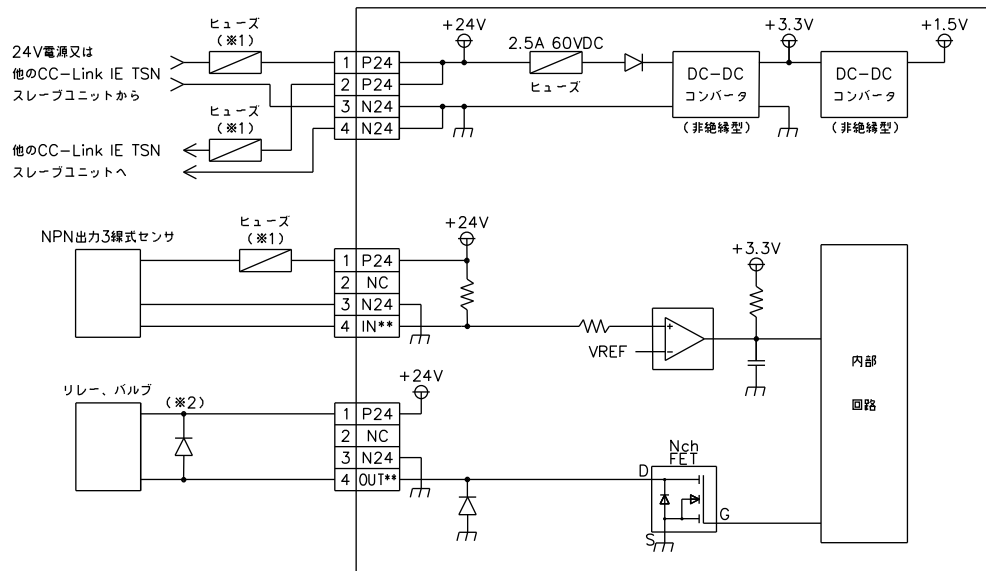 ヒューズ
(※1)
24V電源又は
他のCC-Link IE TSN
スレーブユニットから
ヒューズ
(※1)
他のCC-Link IE TSN
スレーブユニットへ
1 P24
2 P24
3 N24
4 N24
+24V
2.5A 60VDC
ヒューズ
DC-DC
コンバータ
(非絶縁型)
+3.3V
DC-DC
コンバータ
(非絶縁型)
+1.5V
NPN出力3線式センサ
ヒューズ
(※1)
1 P24
2 NC
3 N24
4 IN**
+24V
VREF
+
-
+3.3V
内部
回路
リレー、バルブ
(※2)
1 P24
2 NC
3 N24
4 OUT**
+24V
Nch
FET
D
G
S